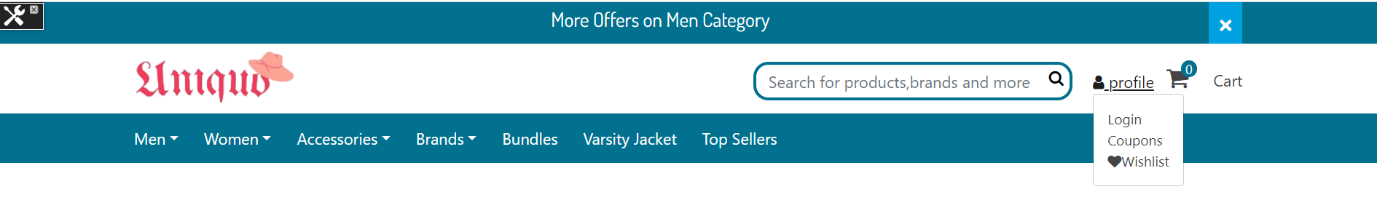 More Offers on Men Category
×
Uniquo
Search for products,brands and more
profile
0
Cart
Men
Women
Accessories
Brands
Bundles
Varsity Jacket
Top Sellers
Login
Coupons
Wishlist